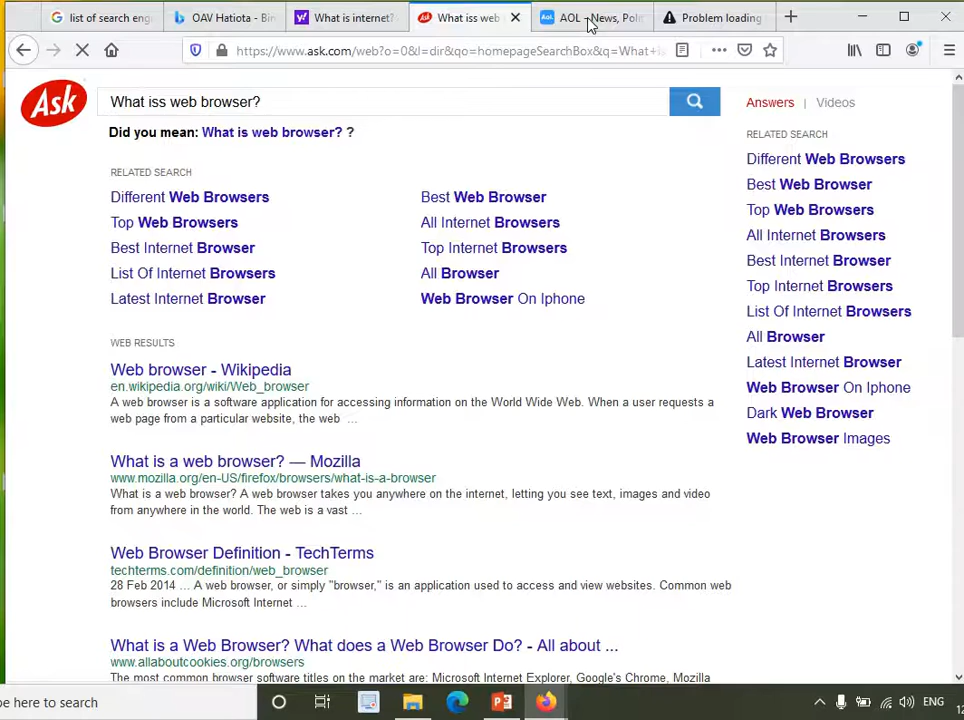 list of search eng
OAV Hatiota - Bin
What is internet?
What iss web
AOL - News, Poli
Problem loading
https://www.ask.com/web?o=0&l=dir&qo=homepageSearchBox&q=What+is
Ask
What iss web browser?
Answers | Videos
Did you mean: What is web browser? ?
RELATED SEARCH
Different Web Browsers
Best Web Browser
Top Web Browsers
All Internet Browsers
Best Internet Browser
Top Internet Browsers
List Of Internet Browsers
All Browser
Latest Internet Browser
Web Browser On Iphone
WEB RESULTS
Web browser - Wikipedia
en.wikipedia.org/wiki/Web_browser
A web browser is a software application for accessing information on the World Wide Web. When a user requests a
web page from a particular website, the web ...
What is a web browser? — Mozilla
www.mozilla.org/en-US/firefox/browsers/what-is-a-browser
What is a web browser? A web browser takes you anywhere on the internet, letting you see text, images and video
from anywhere in the world. The web is a vast ...
Web Browser Definition - TechTerms
techterms.com/definition/web_browser
28 Feb 2014 ... A web browser, or simply "browser," is an application used to access and view websites. Common web
browsers include Microsoft Internet ...
What is a Web Browser? What does a Web Browser Do? - All about ...
www.allaboutcookies.org/browsers
The most common browser software titles on the market are: Microsoft Internet Explorer, Google's Chrome, Mozilla
RELATED SEARCH
Different Web Browsers
Best Web Browser
Top Web Browsers
All Internet Browsers
Best Internet Browser
Top Internet Browsers
List Of Internet Browsers
All Browser
Latest Internet Browser
Web Browser On Iphone
Dark Web Browser
Web Browser Images
pe here to search
ENG